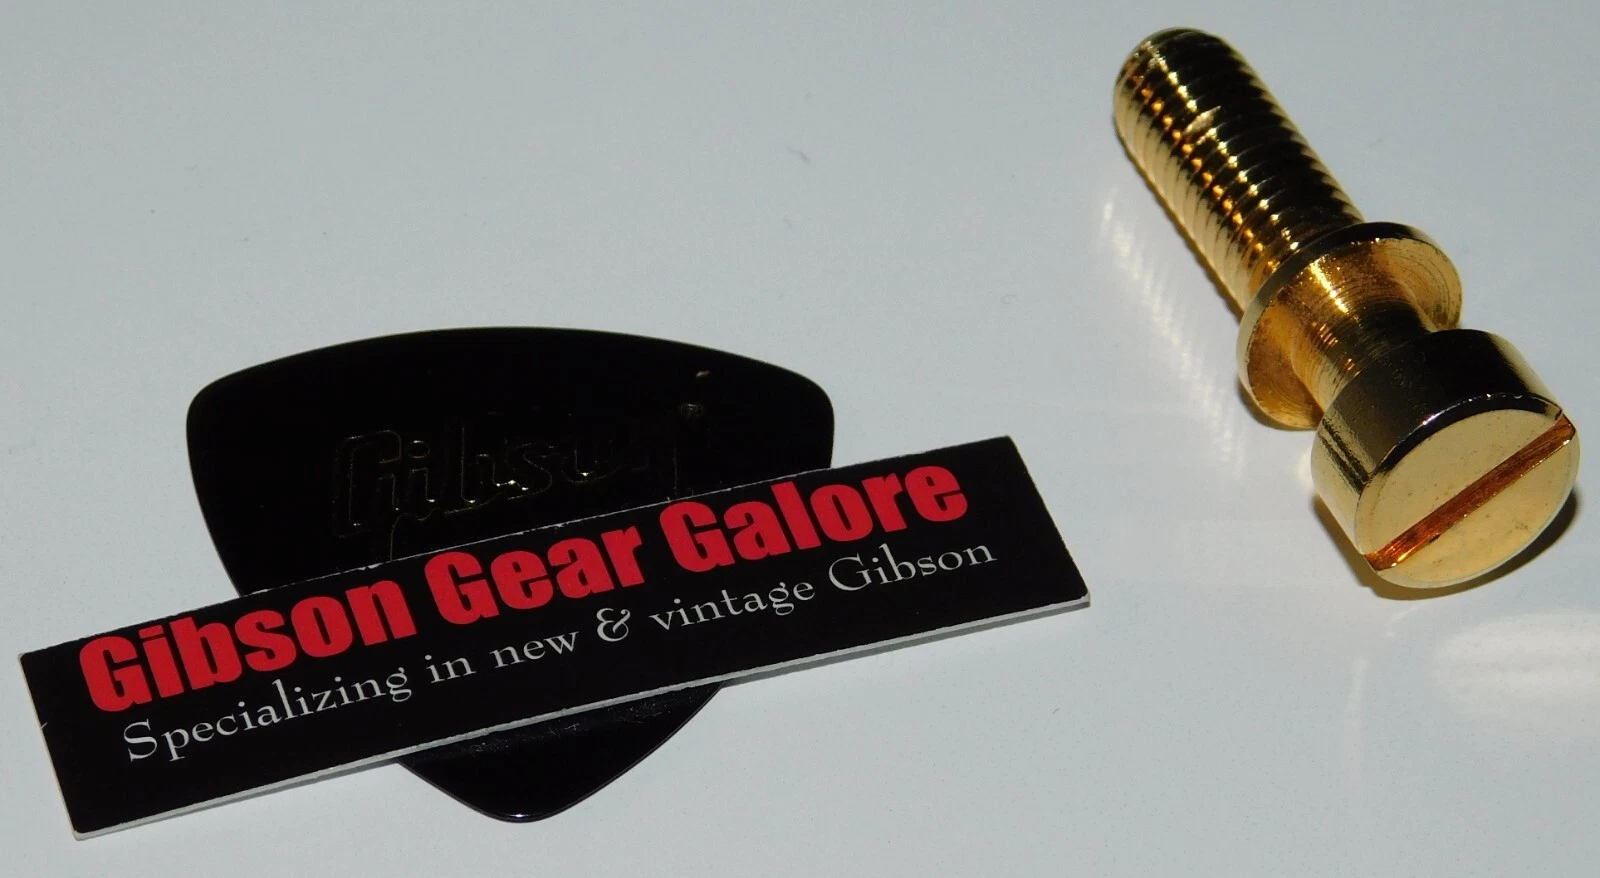 Gibson®
Gibson Gear Galore
Specializing in new & vintage Gibson